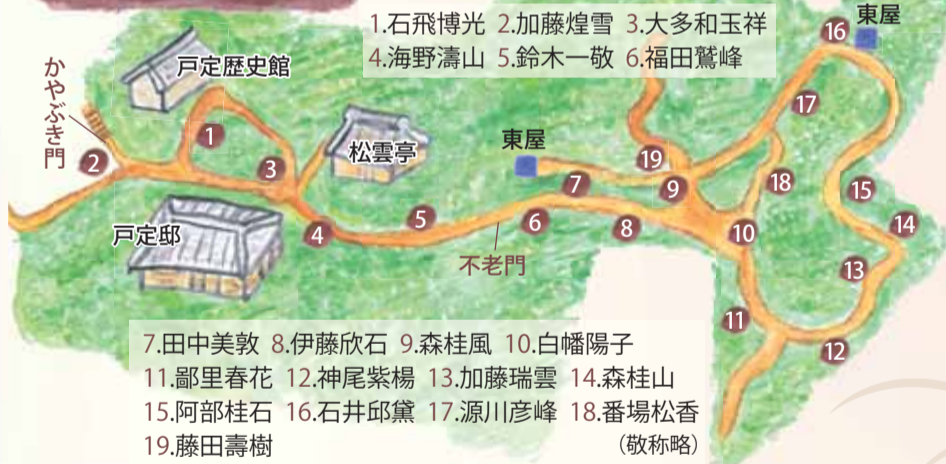 1.石飛博光 2.加藤煌雪 3.大多和玉祥
4.海野濤山 5.鈴木一敬 6.福田鷲峰
東屋
16
戸定歴史館
かやぶき門
17
1
松雲亭
東屋
2
3
19
7
9
18
15
戸定邸
4
5
6
8
10
14
不老門
13
11
12
7.田中美敦 8.伊藤欣石 9.森桂風 10.白幡陽子
11.鄙里春花 12.神尾紫楊 13.加藤瑞雲 14.森桂山
15.阿部桂石 16.石井邱黛 17.源川彦峰 18.番場松香
19.藤田壽樹
(敬称略)